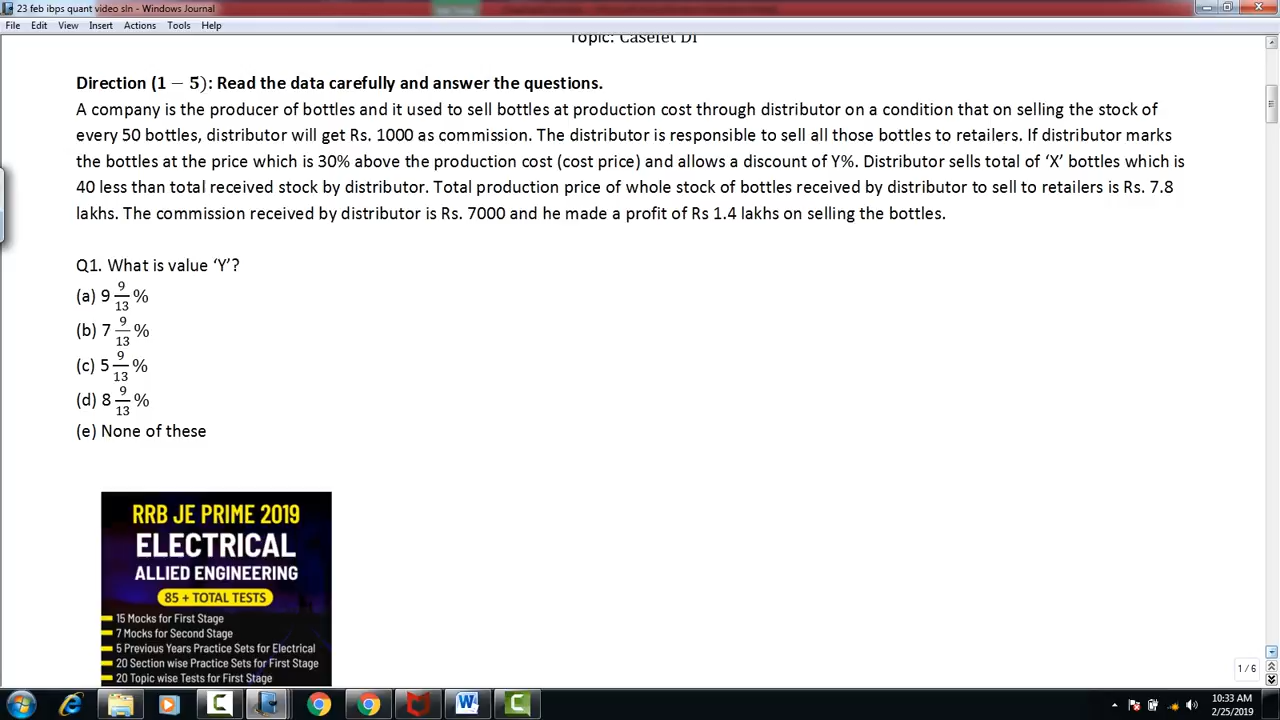 23 feb ibps quant video sln - Windows Journal
File Edit View Insert Actions Tools Help
Topic: Caselet DI
Direction (1 − 5): Read the data carefully and answer the questions.
A company is the producer of bottles and it used to sell bottles at production cost through distributor on a condition that on selling the stock of
every 50 bottles, distributor will get Rs. 1000 as commission. The distributor is responsible to sell all those bottles to retailers. If distributor marks
the bottles at the price which is 30% above the production cost (cost price) and allows a discount of Y%. Distributor sells total of ‘X’ bottles which is
40 less than total received stock by distributor. Total production price of whole stock of bottles received by distributor to sell to retailers is Rs. 7.8
lakhs. The commission received by distributor is Rs. 7000 and he made a profit of Rs 1.4 lakhs on selling the bottles.
Q1. What is value ‘Y’?
(a) 9 9/13 %
(b) 7 9/13 %
(c) 5 9/13 %
(d) 8 9/13 %
(e) None of these
RRB JE PRIME 2019
ELECTRICAL
ALLIED ENGINEERING
85 + TOTAL TESTS
15 Mocks for First Stage
7 Mocks for Second Stage
5 Previous Years Practice Sets for Electrical
20 Section wise Practice Sets for First Stage
20 Topic wise Tests for First Stage
1 / 6
10:33 AM
2/25/2019